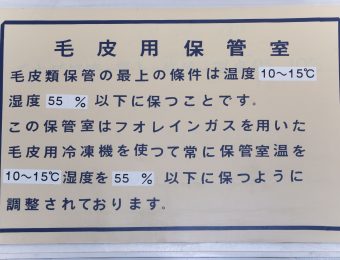 毛皮用保管室
毛皮類保管の最上の條件は温度 10〜15℃
湿度 55 % 以下に保つことです。
この保管室はフオレインガスを用いた
毛皮用冷凍機を使つて常に保管室温を
10〜15℃ 湿度を 55 % 以下に保つように
調整されております。